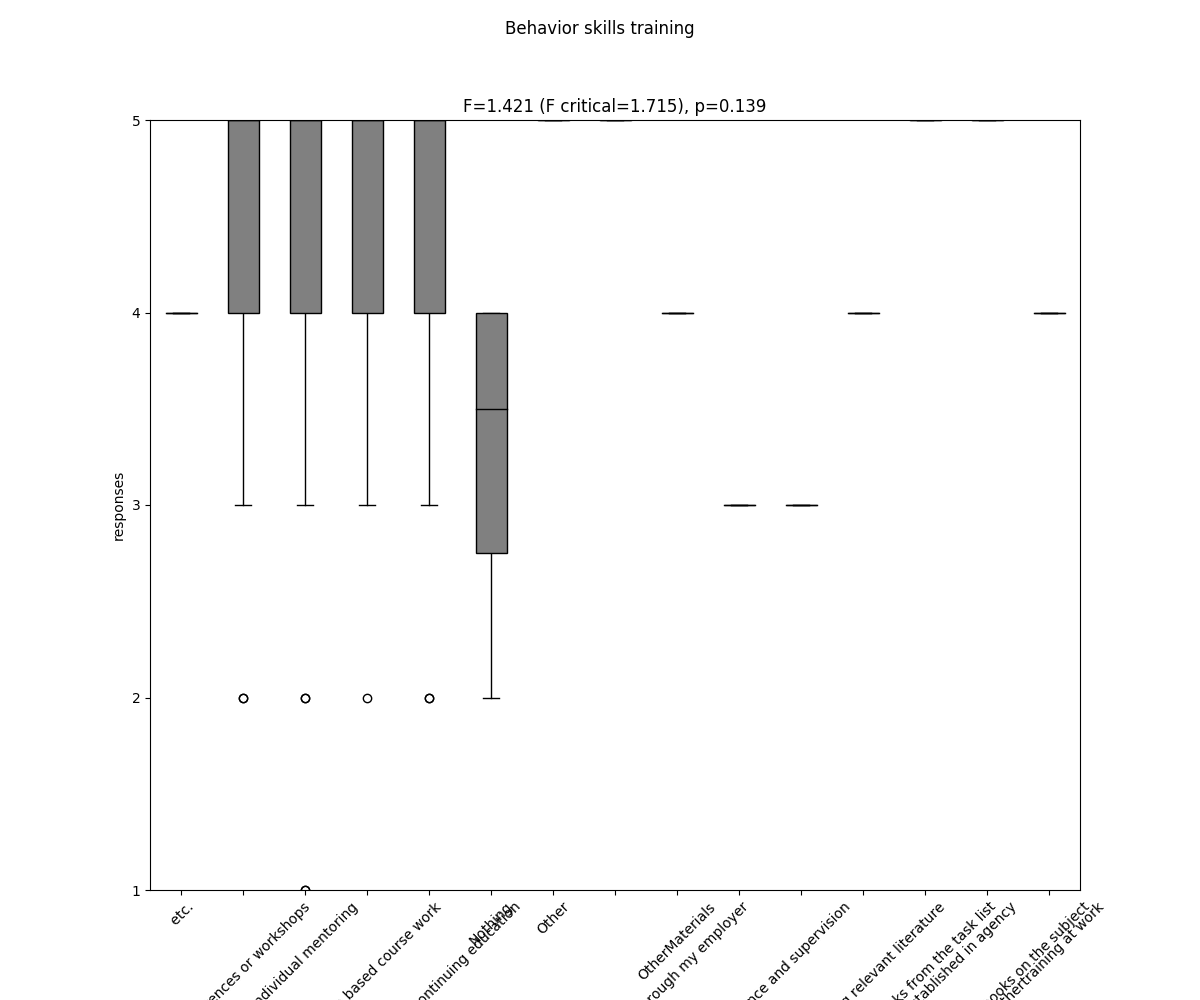 Behavior skills training
F=1.421 (F critical=1.715), p=0.139
responses
5
4
3
2
1
etc.
ences or workshops
ndividual mentoring
based course work
ontinuing education
Nothing
Other
OtherMaterials
rough my employer
nce and supervision
g relevant literature
ks from the task list
tablished in agency
ooks on the subject
hertraining at work